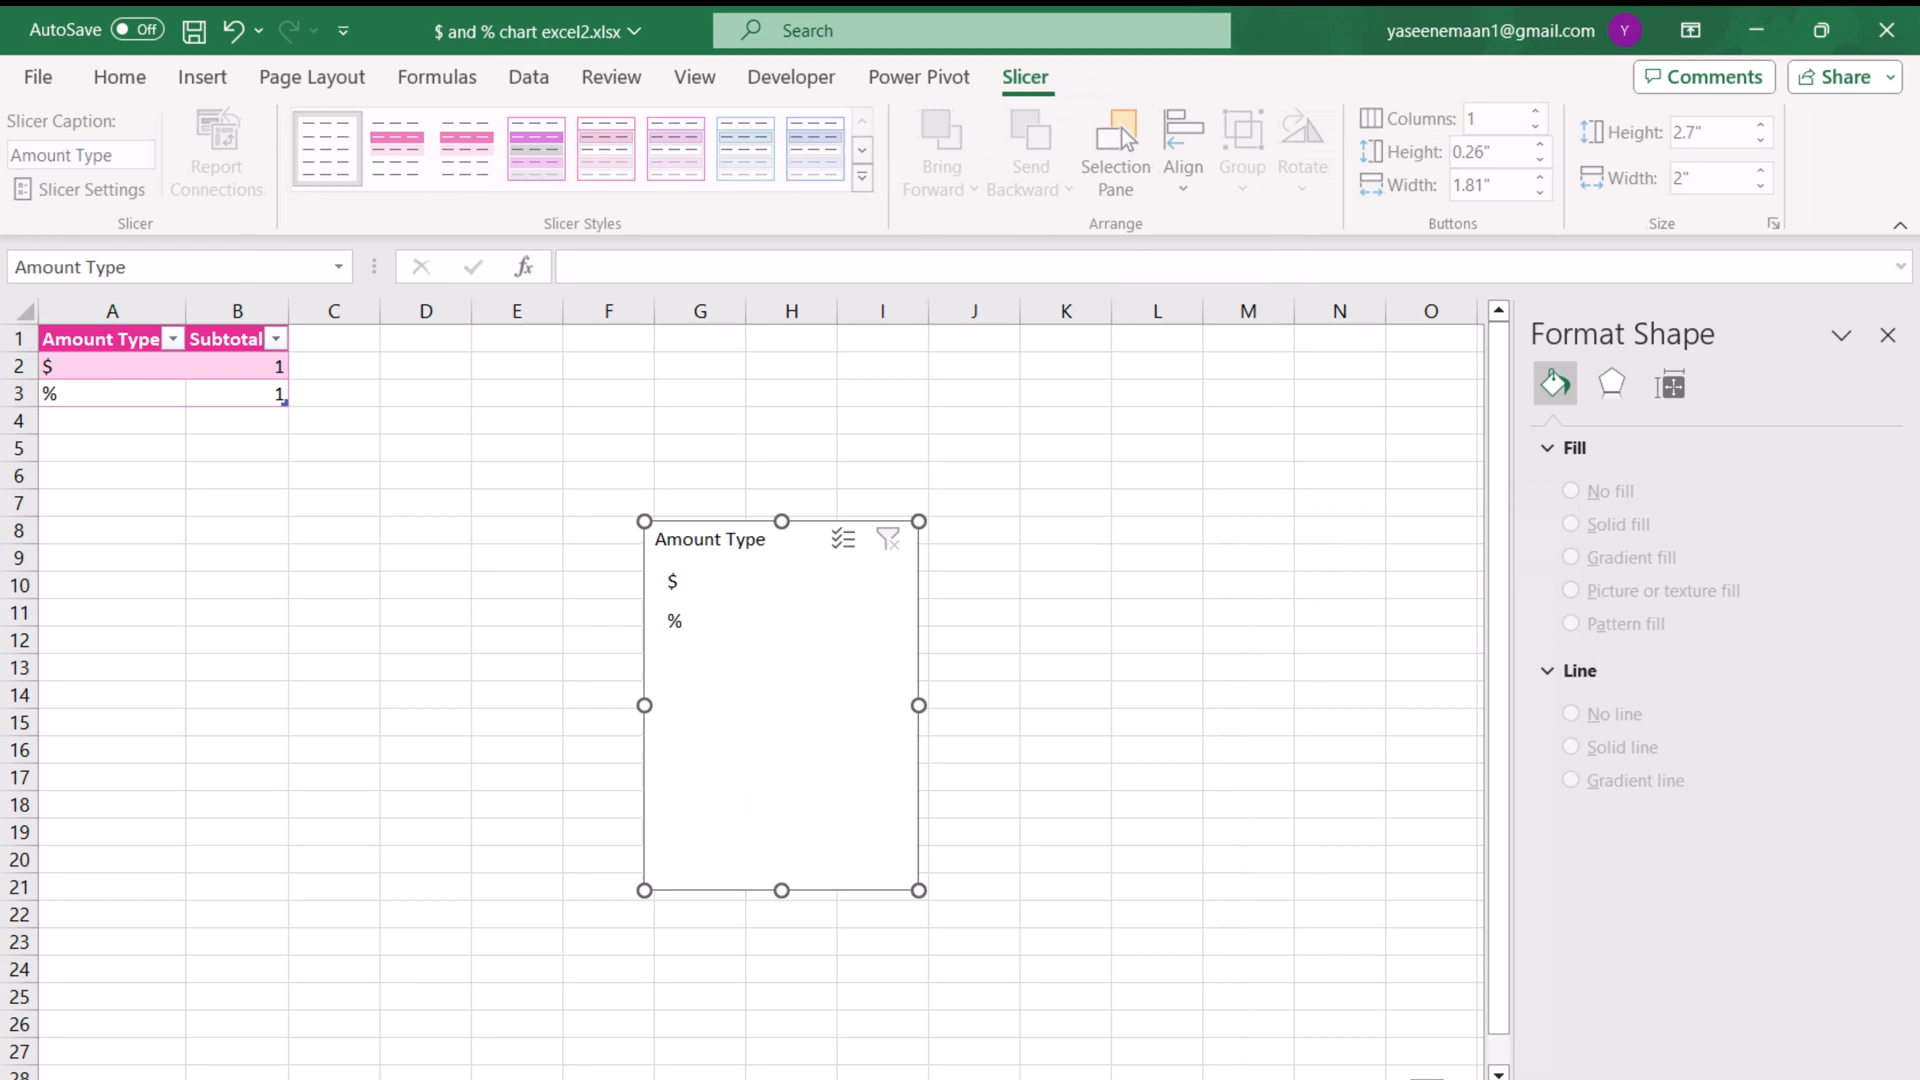 AutoSave Off $ and % chart excel2.xlsx Search yaseenemaan1@gmail.com Y
File Home Insert Page Layout Formulas Data Review View Developer Power Pivot Slicer Comments Share
Slicer Caption:
Amount Type
Slicer Settings
Report
Connections
Slicer
Slicer Styles
Bring
Forward
Send
Backward
Selection
Pane
Align
Group
Rotate
Arrange
Columns: 1
Height: 0.26"
Width: 1.81"
Buttons
Height: 2.7"
Width: 2"
Size
Amount Type fx
A B C D E F G H I J K L M N O
1 Amount Type Subtotal
2 $ 1
3 % 1
4
5
6
7
8
9
10
11
12
13
14
15
16
17
18
19
20
21
22
23
24
25
26
27
28
Amount Type
$
%
Format Shape
Fill
No fill
Solid fill
Gradient fill
Picture or texture fill
Pattern fill
Line
No line
Solid line
Gradient line